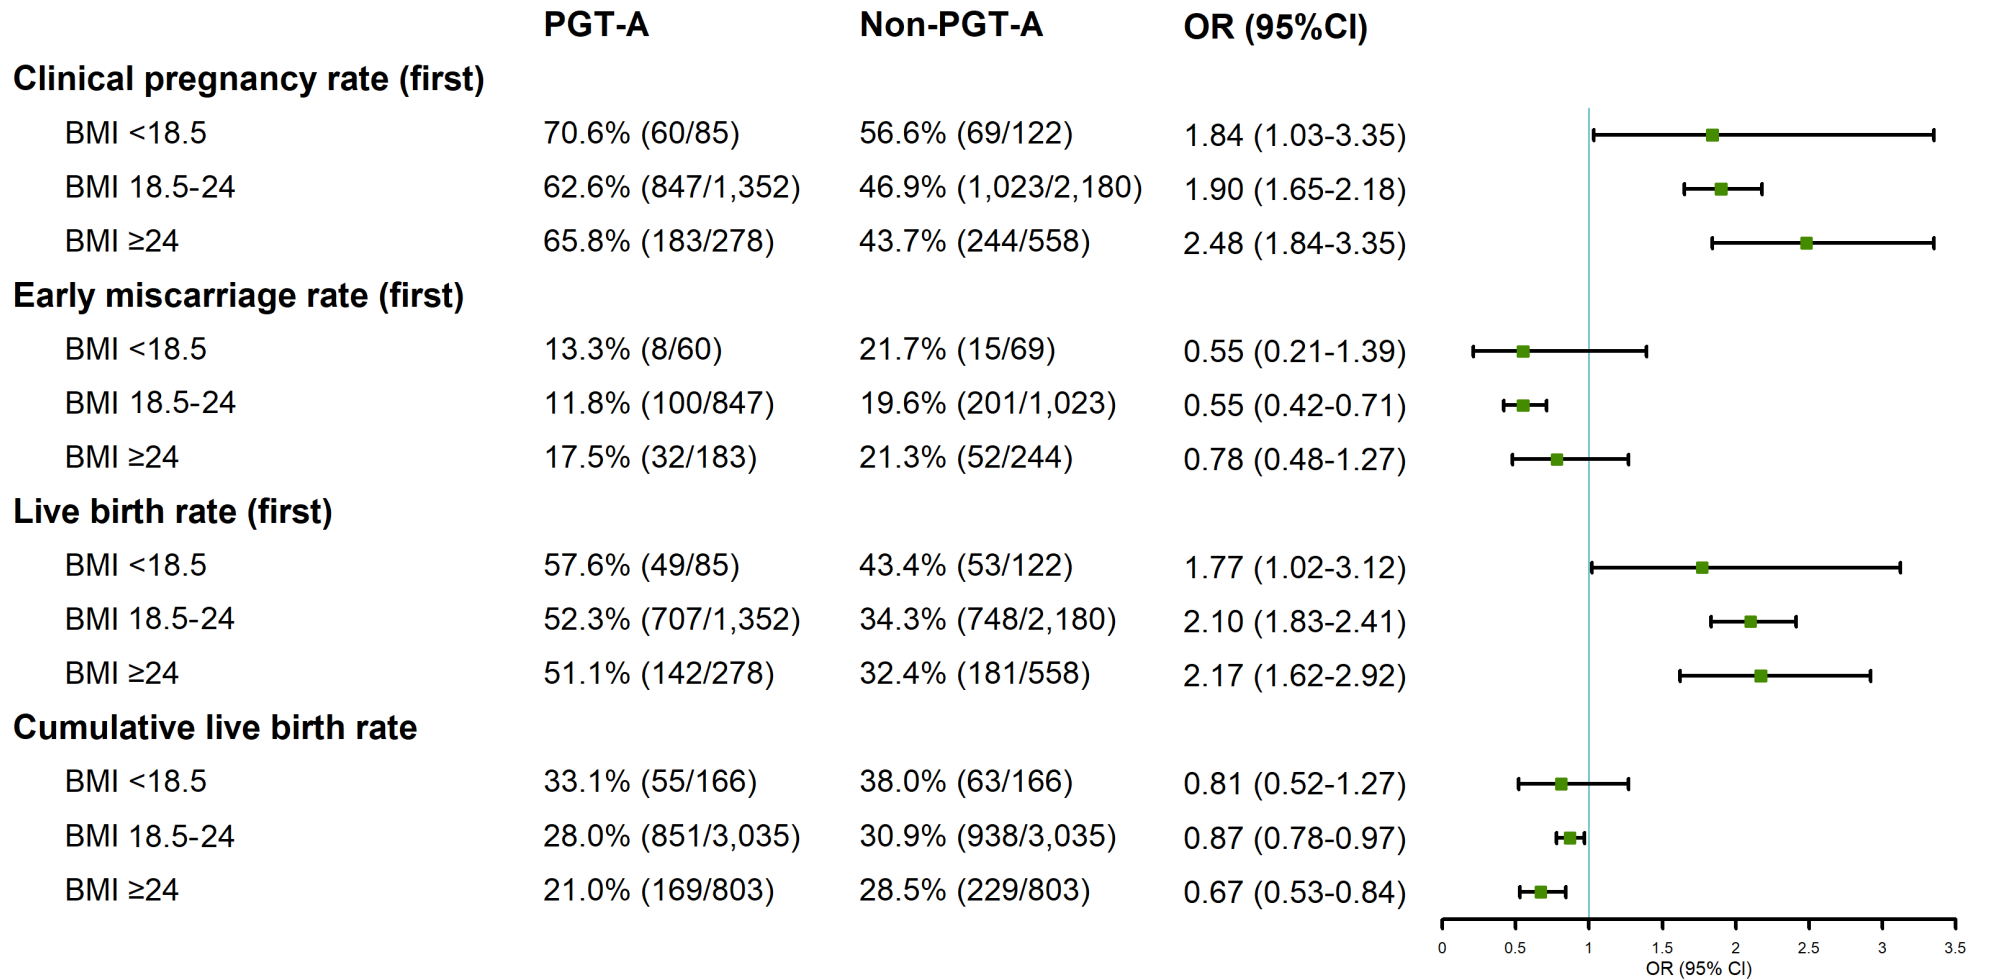 PGT-A Non-PGT-A OR (95%CI)
Clinical pregnancy rate (first)
BMI <18.5 70.6% (60/85) 56.6% (69/122) 1.84 (1.03-3.35)
BMI 18.5-24 62.6% (847/1,352) 46.9% (1,023/2,180) 1.90 (1.65-2.18)
BMI ≥24 65.8% (183/278) 43.7% (244/558) 2.48 (1.84-3.35)
Early miscarriage rate (first)
BMI <18.5 13.3% (8/60) 21.7% (15/69) 0.55 (0.21-1.39)
BMI 18.5-24 11.8% (100/847) 19.6% (201/1,023) 0.55 (0.42-0.71)
BMI ≥24 17.5% (32/183) 21.3% (52/244) 0.78 (0.48-1.27)
Live birth rate (first)
BMI <18.5 57.6% (49/85) 43.4% (53/122) 1.77 (1.02-3.12)
BMI 18.5-24 52.3% (707/1,352) 34.3% (748/2,180) 2.10 (1.83-2.41)
BMI ≥24 51.1% (142/278) 32.4% (181/558) 2.17 (1.62-2.92)
Cumulative live birth rate
BMI <18.5 33.1% (55/166) 38.0% (63/166) 0.81 (0.52-1.27)
BMI 18.5-24 28.0% (851/3,035) 30.9% (938/3,035) 0.87 (0.78-0.97)
BMI ≥24 21.0% (169/803) 28.5% (229/803) 0.67 (0.53-0.84)
0 0.5 1 1.5 2 2.5 3 3.5
OR (95% CI)